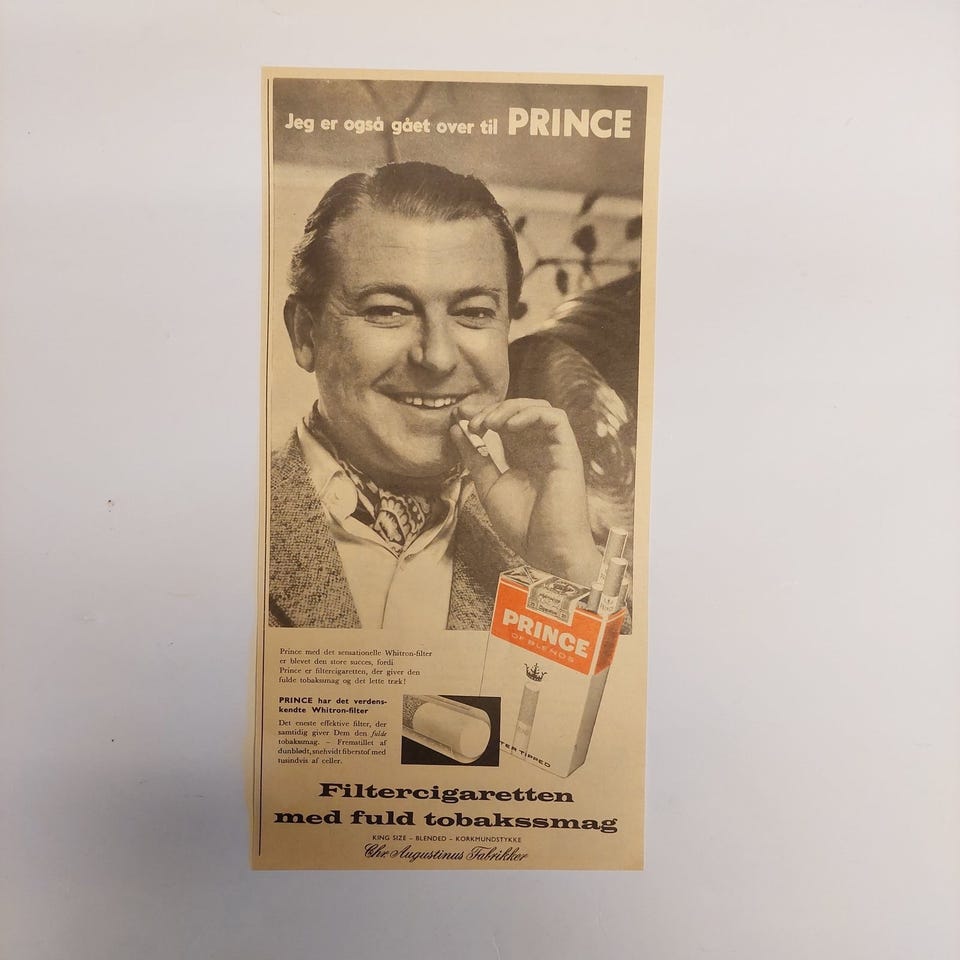 Jeg er også gået over til PRINCE
PRINCE
OF BLENDS
TER TIPPED
Prince med det sensationelle Whitron-filter
er blevet den store succes, fordi
Prince er filtercigaretten, der giver den
fulde tobakssmag og det lette træk!
PRINCE har det verdens-
kendte Whitron-filter
Det eneste effektive filter, der
samtidig giver Dem den fulde
tobakssmag. – Fremstillet af
dunblødt, snehvidt fiberstof med
tusindvis af celler.
Filtercigaretten
med fuld tobakssmag
KING SIZE – BLENDED – KORKMUNDSTYKKE
Chr. Augustinus Fabrikker